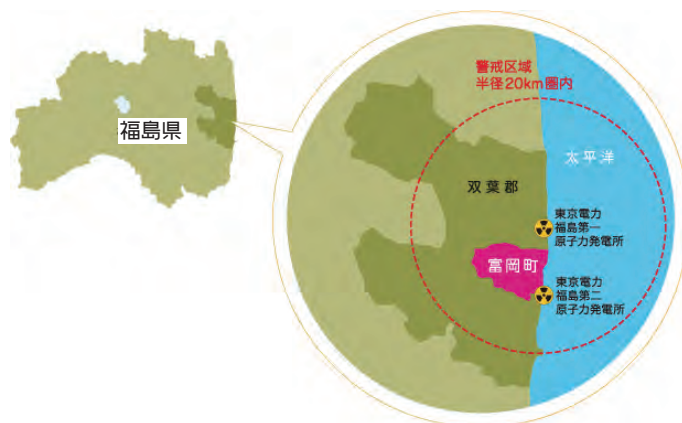 福島県
警戒区域
半径20km圏内
太平洋
双葉郡
東京電力
福島第一
原子力発電所
富岡町
東京電力
福島第二
原子力発電所